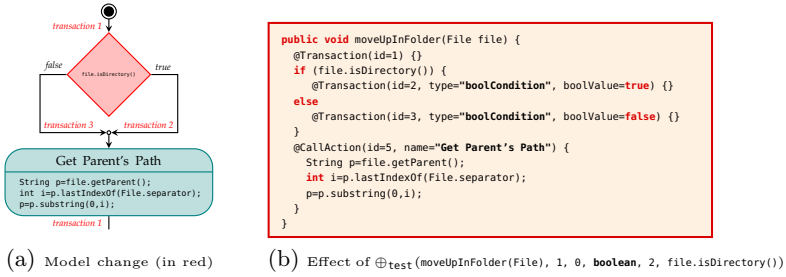 transaction 1
false
true
file.isDirectory()
transaction 3
transaction 2
Get Parent's Path
String p=file.getParent();
int i=p.lastIndexOf(File.separator);
p=p.substring(0,i);
transaction 1
(a) Model change (in red)
public void moveUpInFolder(File file) {
@Transaction(id=1) {}
if (file.isDirectory()) {
@Transaction(id=2, type="boolCondition", boolValue=true) {}
else
@Transaction(id=3, type="boolCondition", boolValue=false) {}
}
@CallAction(id=5, name="Get Parent's Path") {
String p=file.getParent();
int i=p.lastIndexOf(File.separator);
p=p.substring(0,i);
}
}
(b) Effect of ⊕test(moveUpInFolder(File), 1, 0, boolean, 2, file.isDirectory())